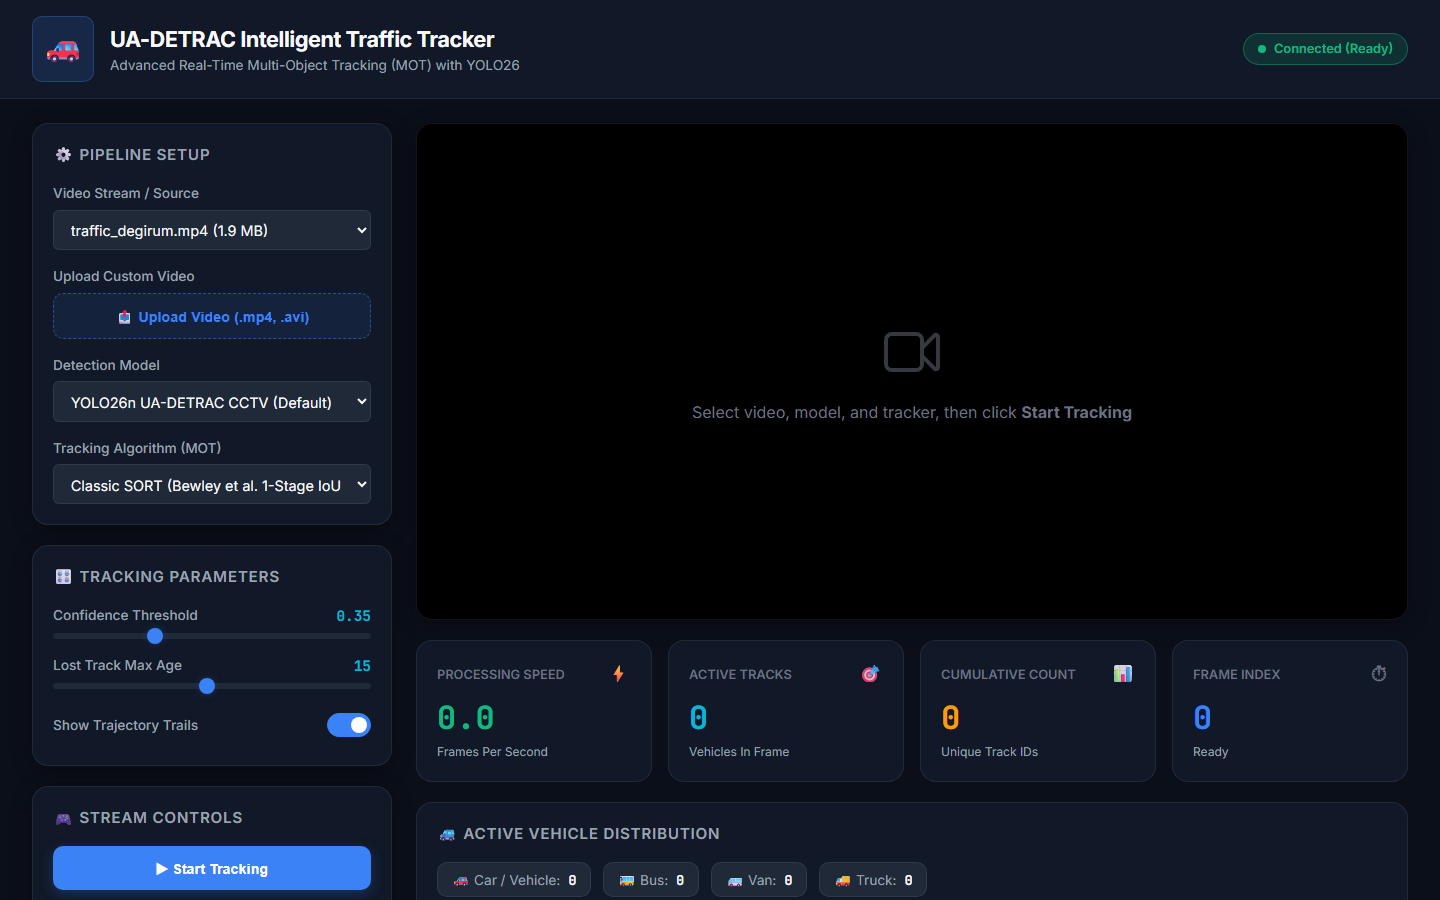 UA-DETRAC Intelligent Traffic Tracker
Advanced Real-Time Multi-Object Tracking (MOT) with YOLO26
Connected (Ready)
PIPELINE SETUP
Video Stream / Source
traffic_degirum.mp4 (1.9 MB)
Upload Custom Video
Upload Video (.mp4, .avi)
Detection Model
YOLO26n UA-DETRAC CCTV (Default)
Tracking Algorithm (MOT)
Classic SORT (Bewley et al. 1-Stage IoU
TRACKING PARAMETERS
Confidence Threshold 0.35
Lost Track Max Age 15
Show Trajectory Trails
STREAM CONTROLS
▶ Start Tracking
Select video, model, and tracker, then click Start Tracking
PROCESSING SPEED
0.0
Frames Per Second
ACTIVE TRACKS
0
Vehicles In Frame
CUMULATIVE COUNT
0
Unique Track IDs
FRAME INDEX
0
Ready
ACTIVE VEHICLE DISTRIBUTION
Car / Vehicle: 0
Bus: 0
Van: 0
Truck: 0